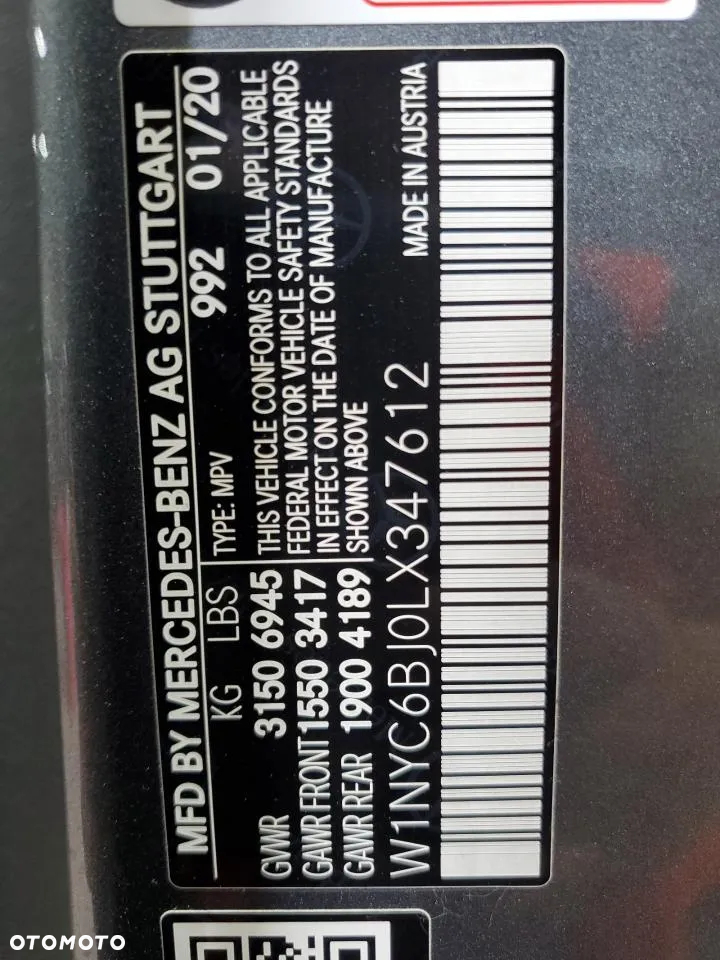 MFD BY MERCEDES-BENZ AG STUTTGART
KG LBS
992 01/20
GVWR 3150 6945
GAWR FRONT 1550 3417
GAWR REAR 1900 4189
TYPE: MPV
THIS VEHICLE CONFORMS TO ALL APPLICABLE
FEDERAL MOTOR VEHICLE SAFETY STANDARDS
IN EFFECT ON THE DATE OF MANUFACTURE
SHOWN ABOVE
W1NYC6BJ0LX347612
MADE IN AUSTRIA
OTOMOTO